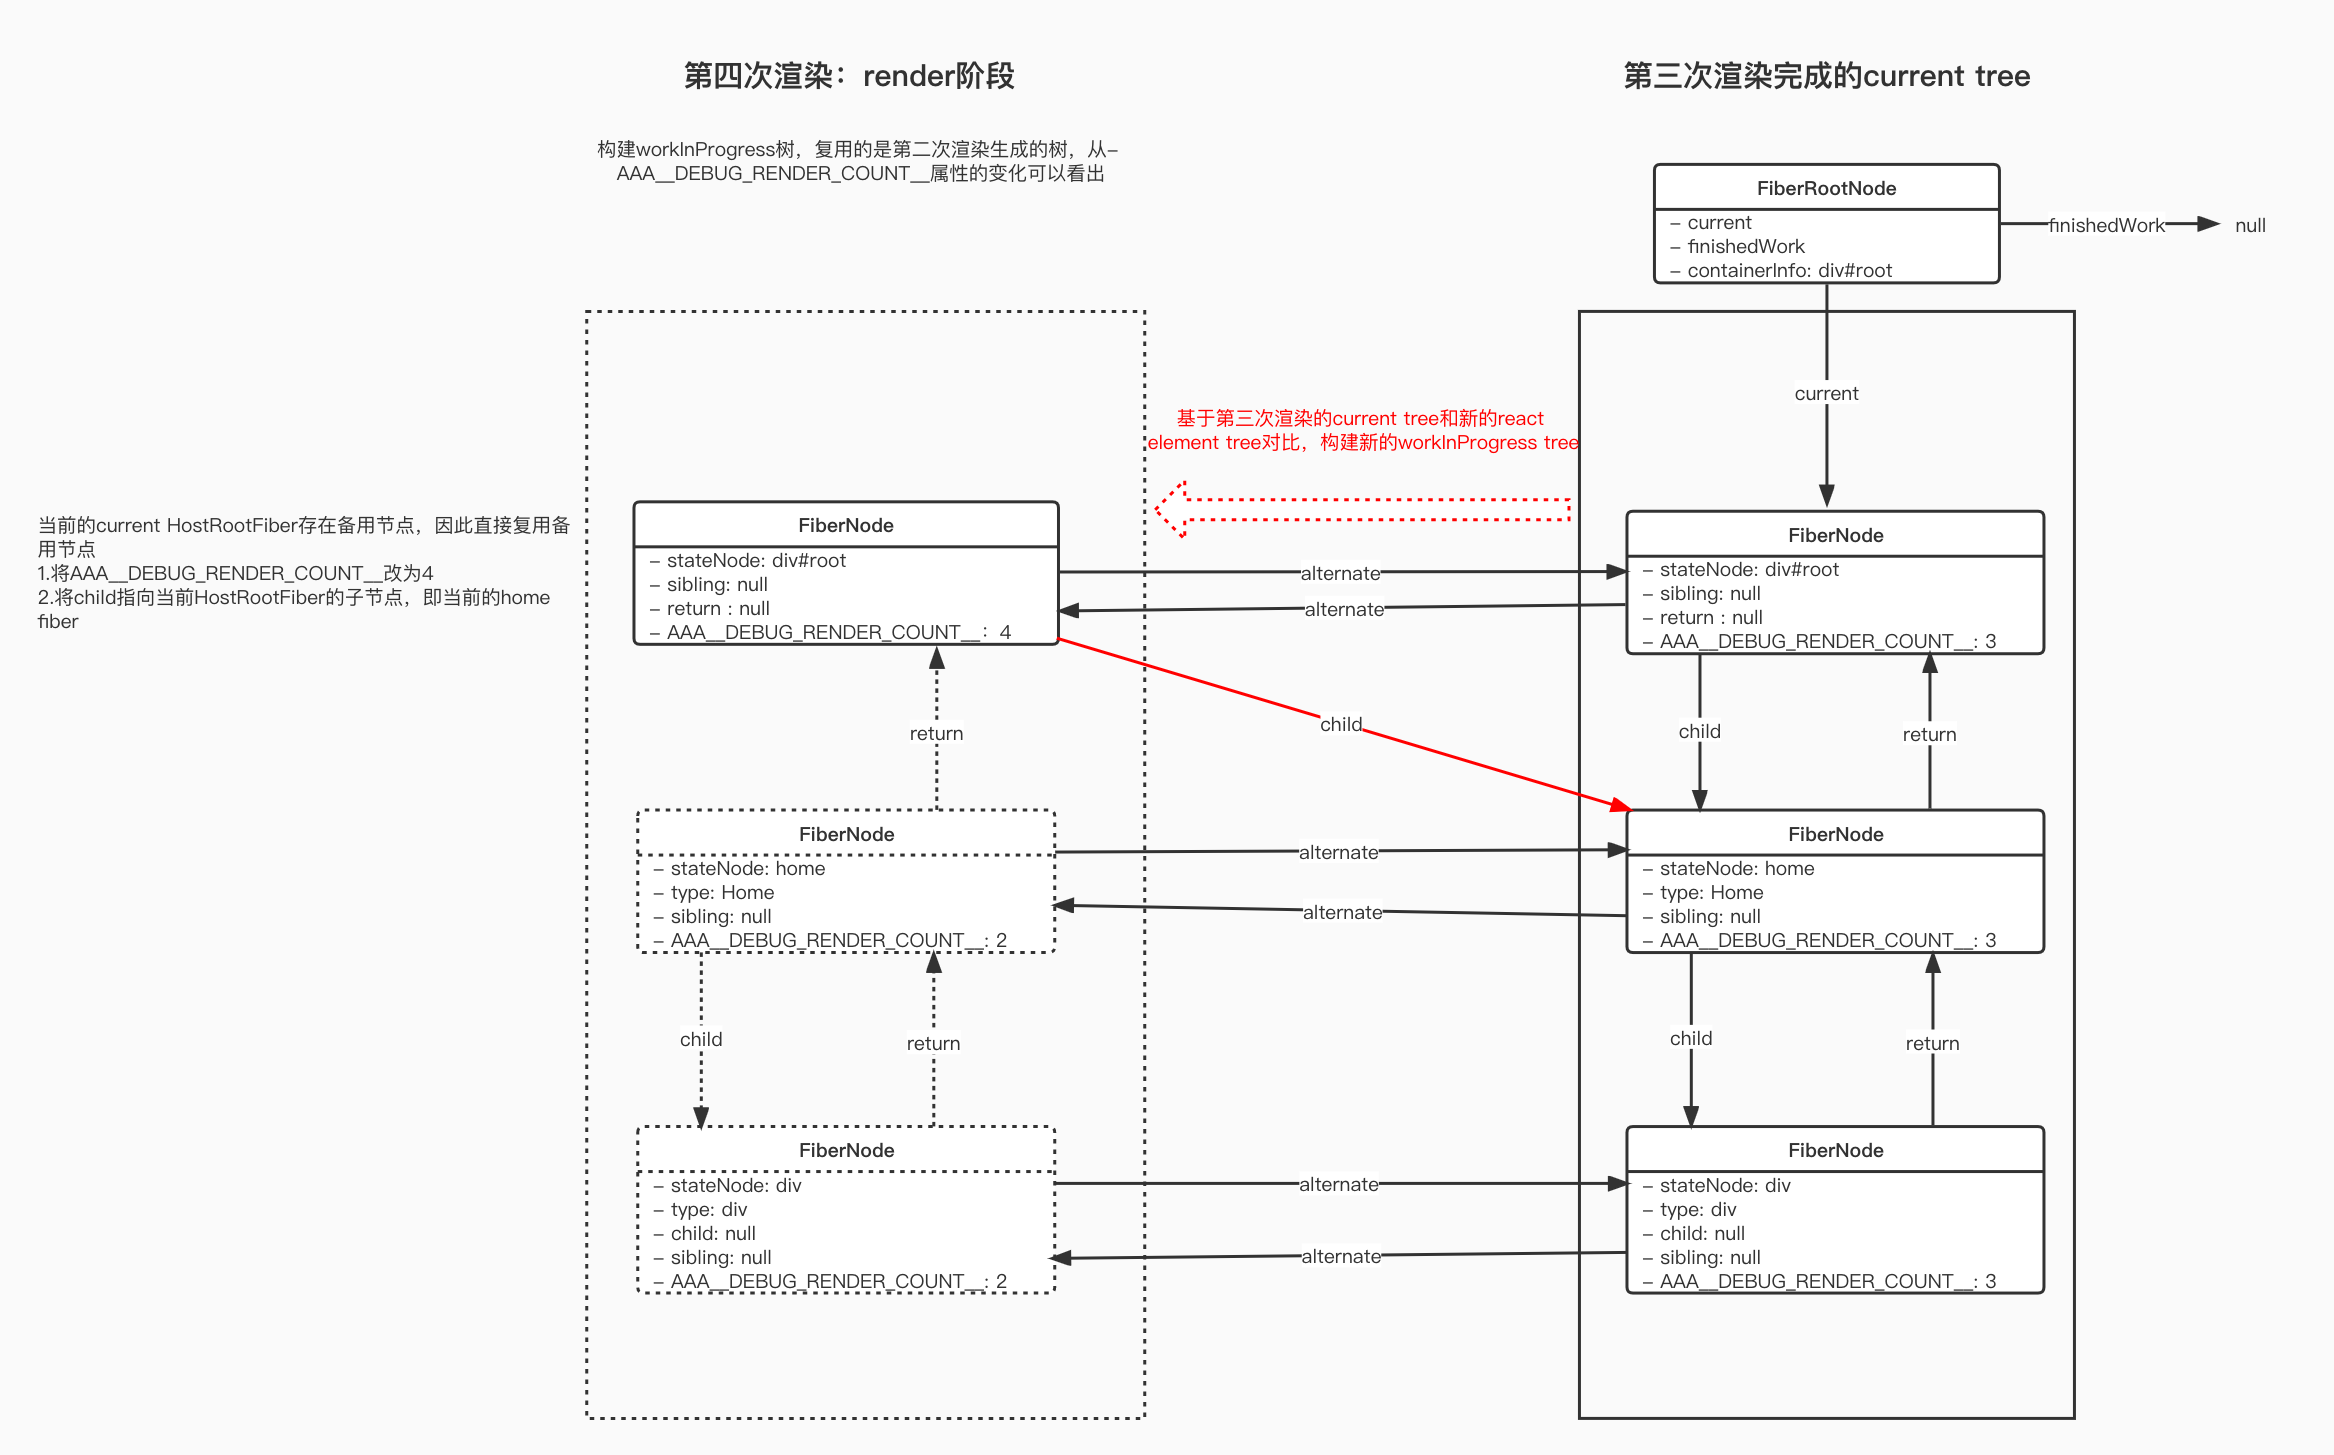 第四次渲染：render阶段
第三次渲染完成的current tree
构建workInProgress树，复用的是第二次渲染生成的树，从-
AAA__DEBUG_RENDER_COUNT__属性的变化可以看出
FiberRootNode
- current
- finishedWork
- containerInfo: div#root
finishedWork
null
current
基于第三次渲染的current tree和新的react
element tree对比，构建新的workInProgress tree
当前的current HostRootFiber存在备用节点，因此直接复用备
用节点
1.将AAA__DEBUG_RENDER_COUNT__改为4
2.将child指向当前HostRootFiber的子节点，即当前的home
fiber
FiberNode
- stateNode: div#root
- sibling: null
- return : null
- AAA__DEBUG_RENDER_COUNT__：4
alternate
alternate
FiberNode
- stateNode: div#root
- sibling: null
- return : null
- AAA__DEBUG_RENDER_COUNT__: 3
return
child
child
return
FiberNode
- stateNode: home
- type: Home
- sibling: null
- AAA__DEBUG_RENDER_COUNT__: 2
alternate
alternate
FiberNode
- stateNode: home
- type: Home
- sibling: null
- AAA__DEBUG_RENDER_COUNT__: 3
child
return
child
return
FiberNode
- stateNode: div
- type: div
- child: null
- sibling: null
- AAA__DEBUG_RENDER_COUNT__: 2
alternate
alternate
FiberNode
- stateNode: div
- type: div
- child: null
- sibling: null
- AAA__DEBUG_RENDER_COUNT__: 3